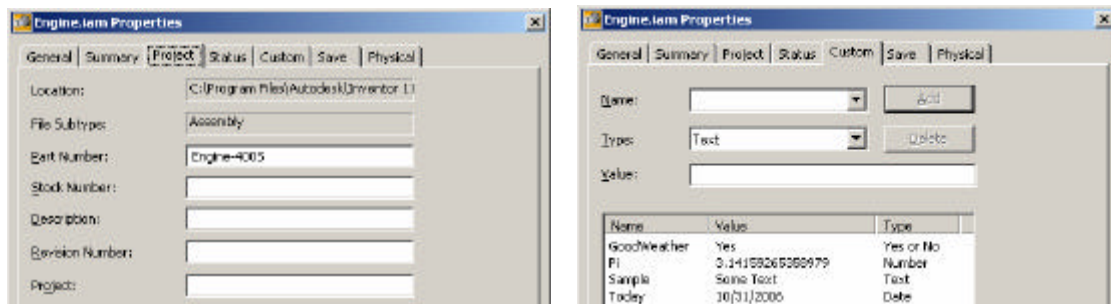 Engine.iam Properties
General Summary Project Status Custom Save Physical
Location: C:\Program Files\Autodesk\Inventor 11
File Subtype: Assembly
Part Number: Engine-4005
Stock Number:
Description:
Revision Number:
Project:
Engine.iam Properties
General Summary Project Status Custom Save Physical
Name: Add
Type: Text Delete
Value:
Name Value Type
GoodWeather Yes Yes or No
Pi 3.14159265358979 Number
Sample Some Text Text
Today 10/31/2006 Date